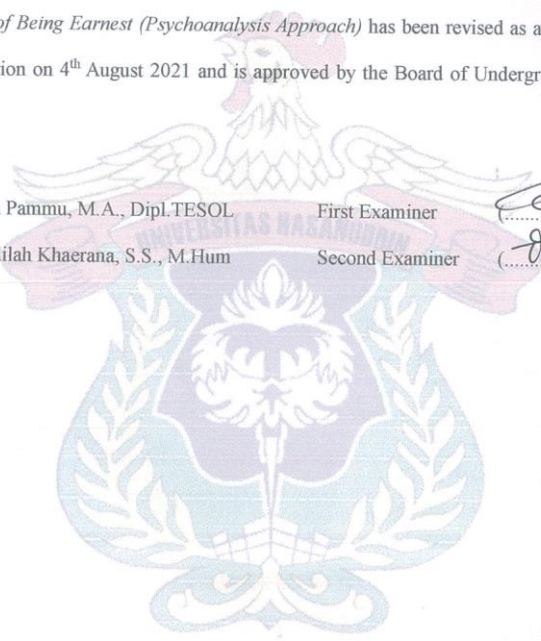 of Being Earnest (Psychoanalysis Approach) has been revised as a
ion on 4th August 2021 and is approved by the Board of Undergr
Pammu, M.A., Dipl.TESOL First Examiner (.....
ilah Khaerana, S.S., M.Hum Second Examiner (.....
UNIVERSITAS HASANUDDIN